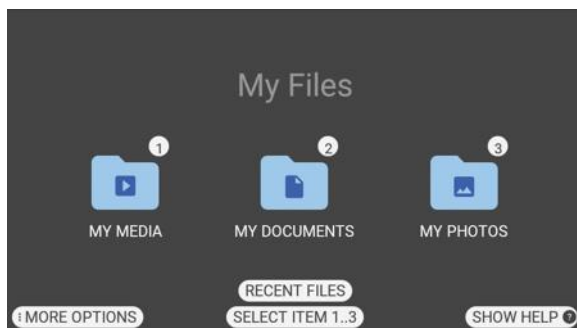 My Files
1
2
3
MY MEDIA
MY DOCUMENTS
MY PHOTOS
RECENT FILES
MORE OPTIONS
SELECT ITEM 1..3
SHOW HELP ?